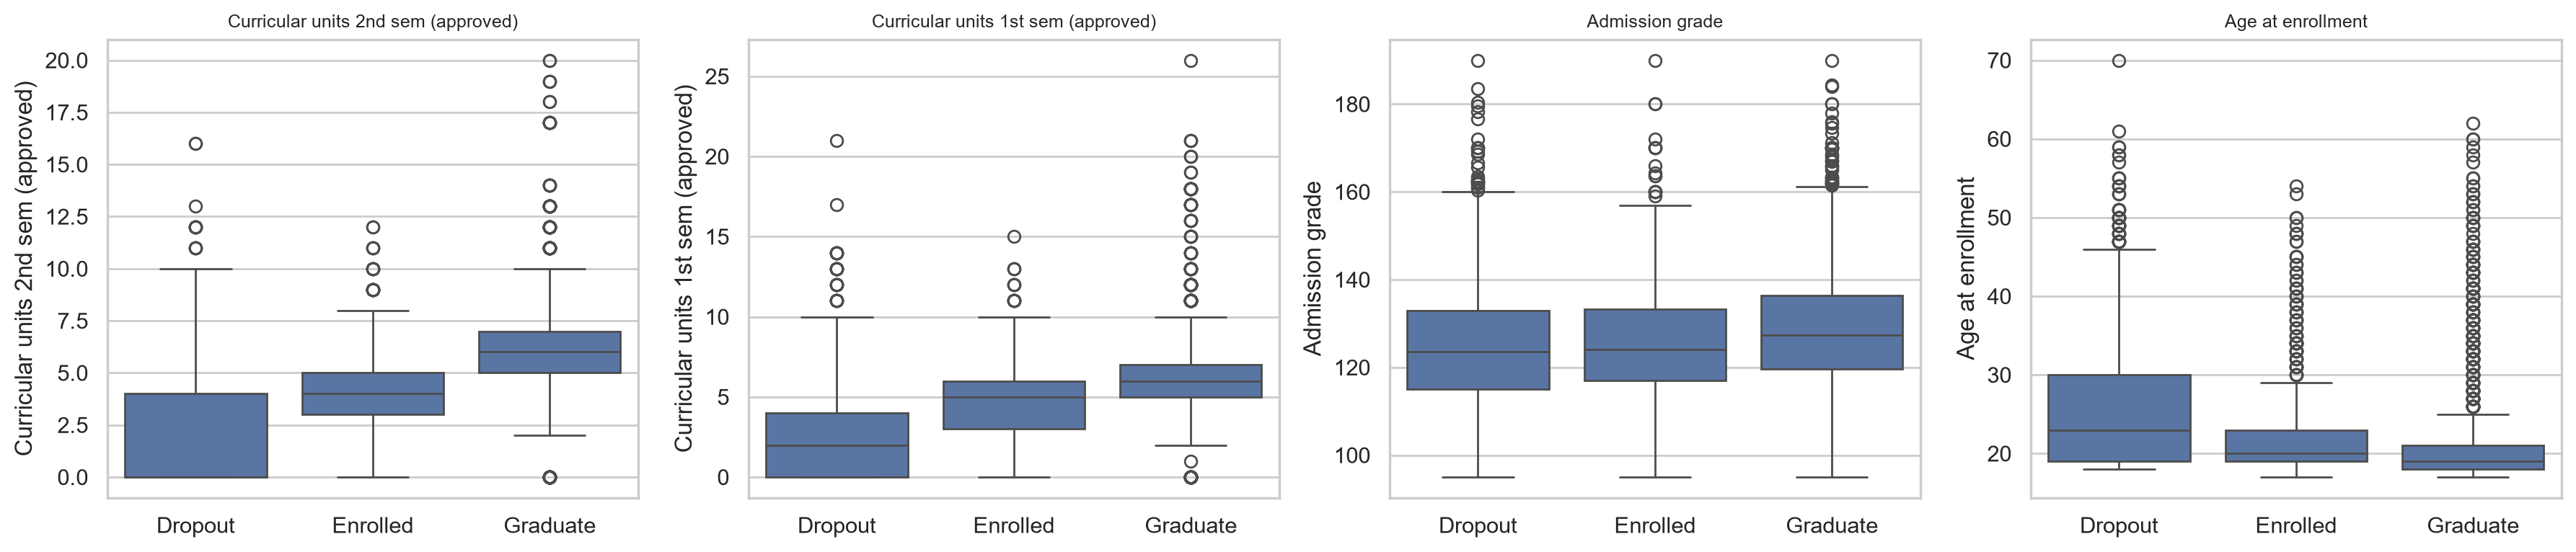 Curricular units 2nd sem (approved)
Curricular units 2nd sem (approved)
20.0
17.5
15.0
12.5
10.0
7.5
5.0
2.5
0.0
Dropout Enrolled Graduate
Curricular units 1st sem (approved)
Curricular units 1st sem (approved)
25
20
15
10
5
0
Dropout Enrolled Graduate
Admission grade
Admission grade
180
160
140
120
100
Dropout Enrolled Graduate
Age at enrollment
Age at enrollment
70
60
50
40
30
20
Dropout Enrolled Graduate